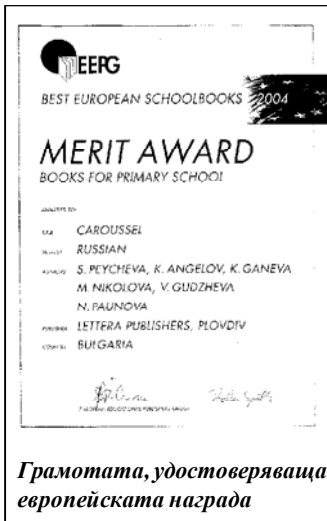 EEPG
BEST EUROPEAN SCHOOLBOOKS 2004
MERIT AWARD
BOOKS FOR PRIMARY SCHOOL
CAROUSSEL
RUSSIAN
S. PEYCHEVA, K. ANGELOV, K. GANEVA
M. NIKOLOVA, V. GUDZHEVA
N. PAUNOVA
LETTERA PUBLISHERS, PLOVDIV
BULGARIA
Грамотата, удостоверяваща
европейската награда